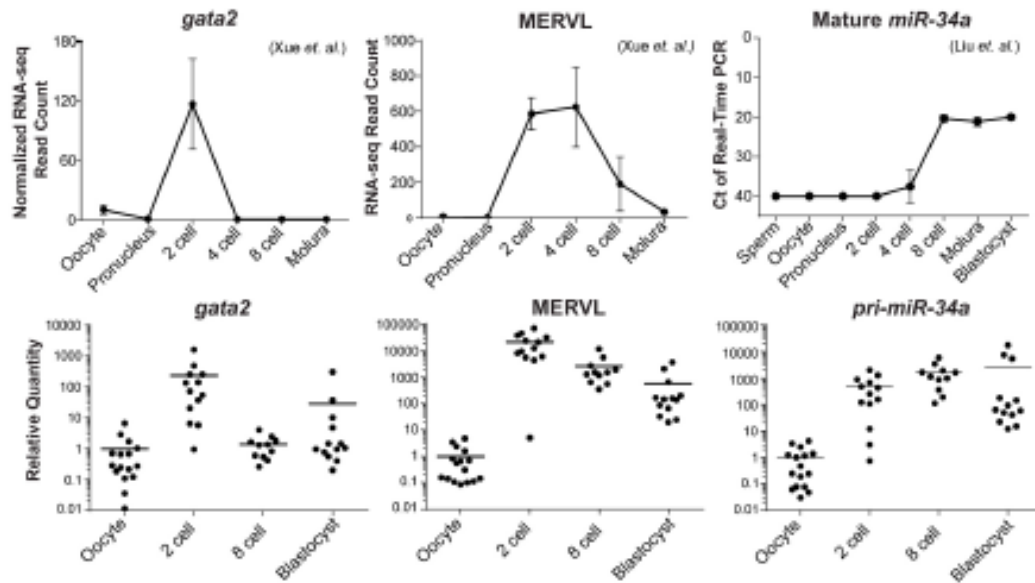 gata2
(Xue et. al.)
Normalized RNA-seq
Read Count
180
120
60
0
Oocyte
Pronucleus
2 cell
4 cell
8 cell
Molura
MERVL
(Xue et. al.)
RNA-seq Read Count
1000
800
600
400
200
0
Oocyte
Pronucleus
2 cell
4 cell
8 cell
Molura
Mature miR-34a
(Liu et. al.)
Ct of Real-Time PCR
0
10
20
30
40
Sperm
Oocyte
Pronucleus
2 cell
4 cell
8 cell
Molura
Blastocyst
gata2
Relative Quantity
10000
1000
100
10
1
0.1
0.01
Oocyte
2 cell
8 cell
Blastocyst
MERVL
100000
10000
1000
100
10
1
0.1
0.01
Oocyte
2 cell
8 cell
Blastocyst
pri-miR-34a
100000
10000
1000
100
10
1
0.1
0.01
Oocyte
2 cell
8 cell
Blastocyst